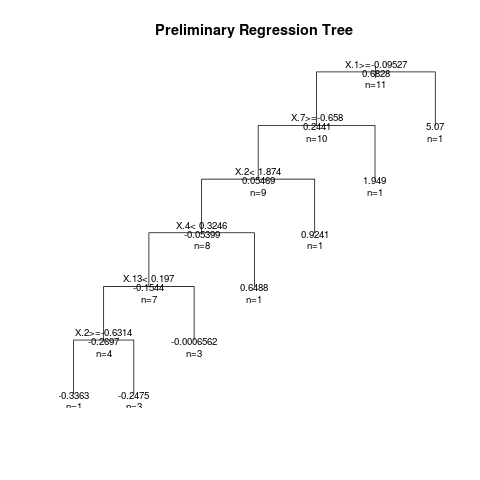 Preliminary Regression Tree
X.1>=-0.09527
0.6828
n=11
X.7>=-0.658
0.2441
n=10
5.07
n=1
X.2< 1.874
0.05469
n=9
1.949
n=1
X.4< 0.3246
-0.05399
n=8
0.9241
n=1
X.13< 0.197
-0.1544
n=7
0.6488
n=1
X.2>=-0.6314
-0.2697
n=4
-0.0006562
n=3
-0.3363
n=1
-0.2475
n=3